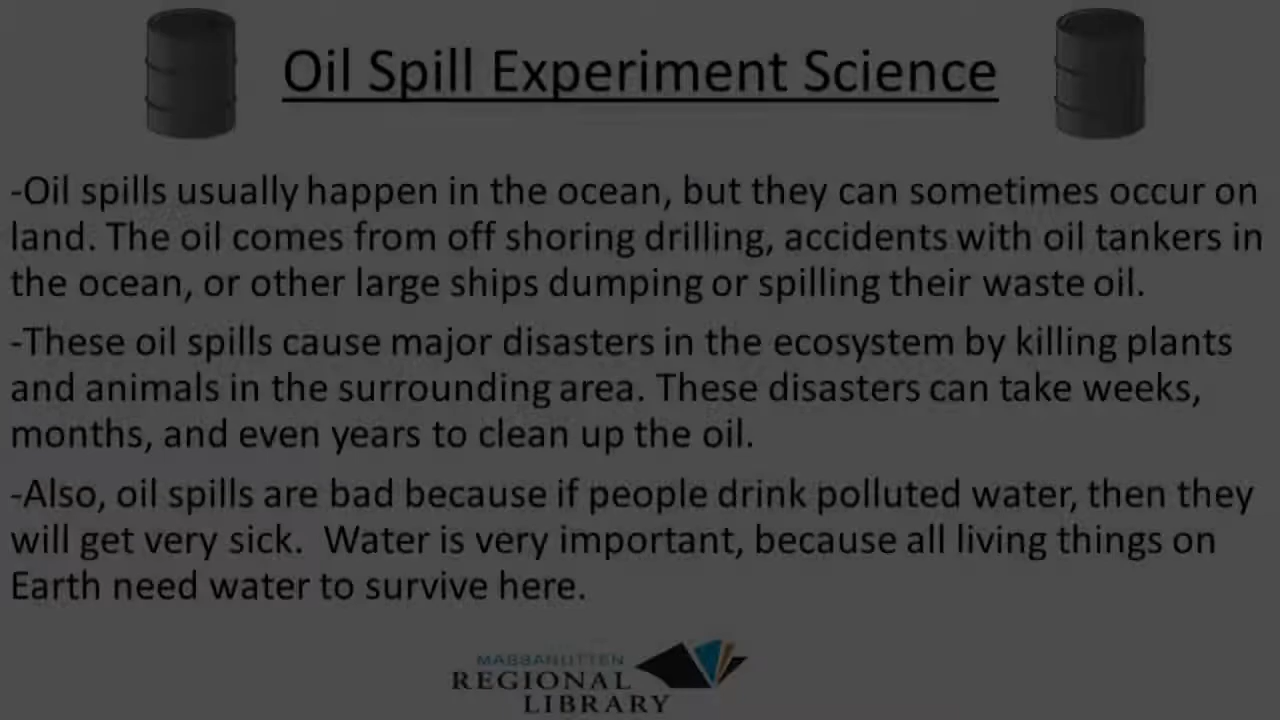 Oil Spill Experiment Science
-Oil spills usually happen in the ocean, but they can sometimes occur on
land. The oil comes from off shoring drilling, accidents with oil tankers in
the ocean, or other large ships dumping or spilling their waste oil.
-These oil spills cause major disasters in the ecosystem by killing plants
and animals in the surrounding area. These disasters can take weeks,
months, and even years to clean up the oil.
-Also, oil spills are bad because if people drink polluted water, then they
will get very sick.  Water is very important, because all living things on
Earth need water to survive here.
MASSANUTTEN
REGIONAL
LIBRARY